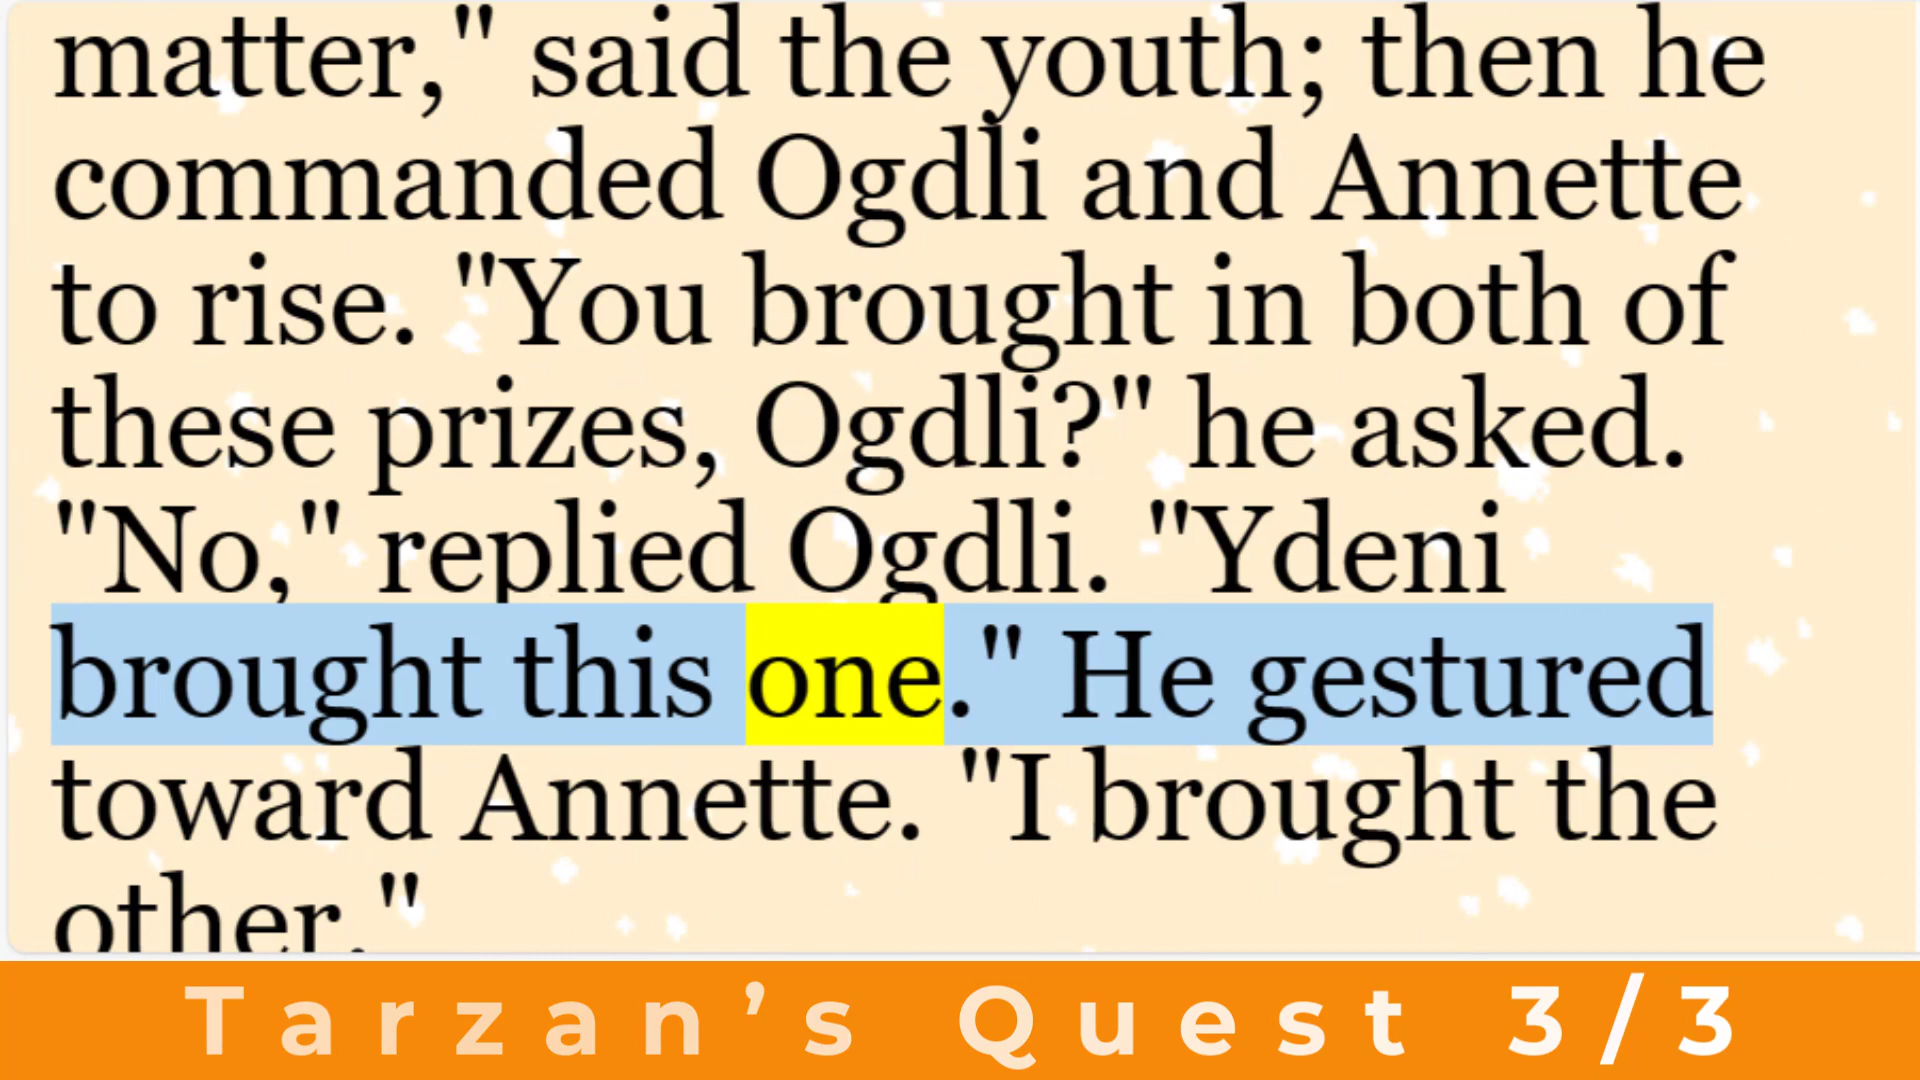 matter," said the youth; then he
commanded Ogdli and Annette
to rise. "You brought in both of
these prizes, Ogdli?" he asked.
"No," replied Ogdli. "Ydeni
brought this one." He gestured
toward Annette. "I brought the
other."
Tarzan’s Quest 3/3